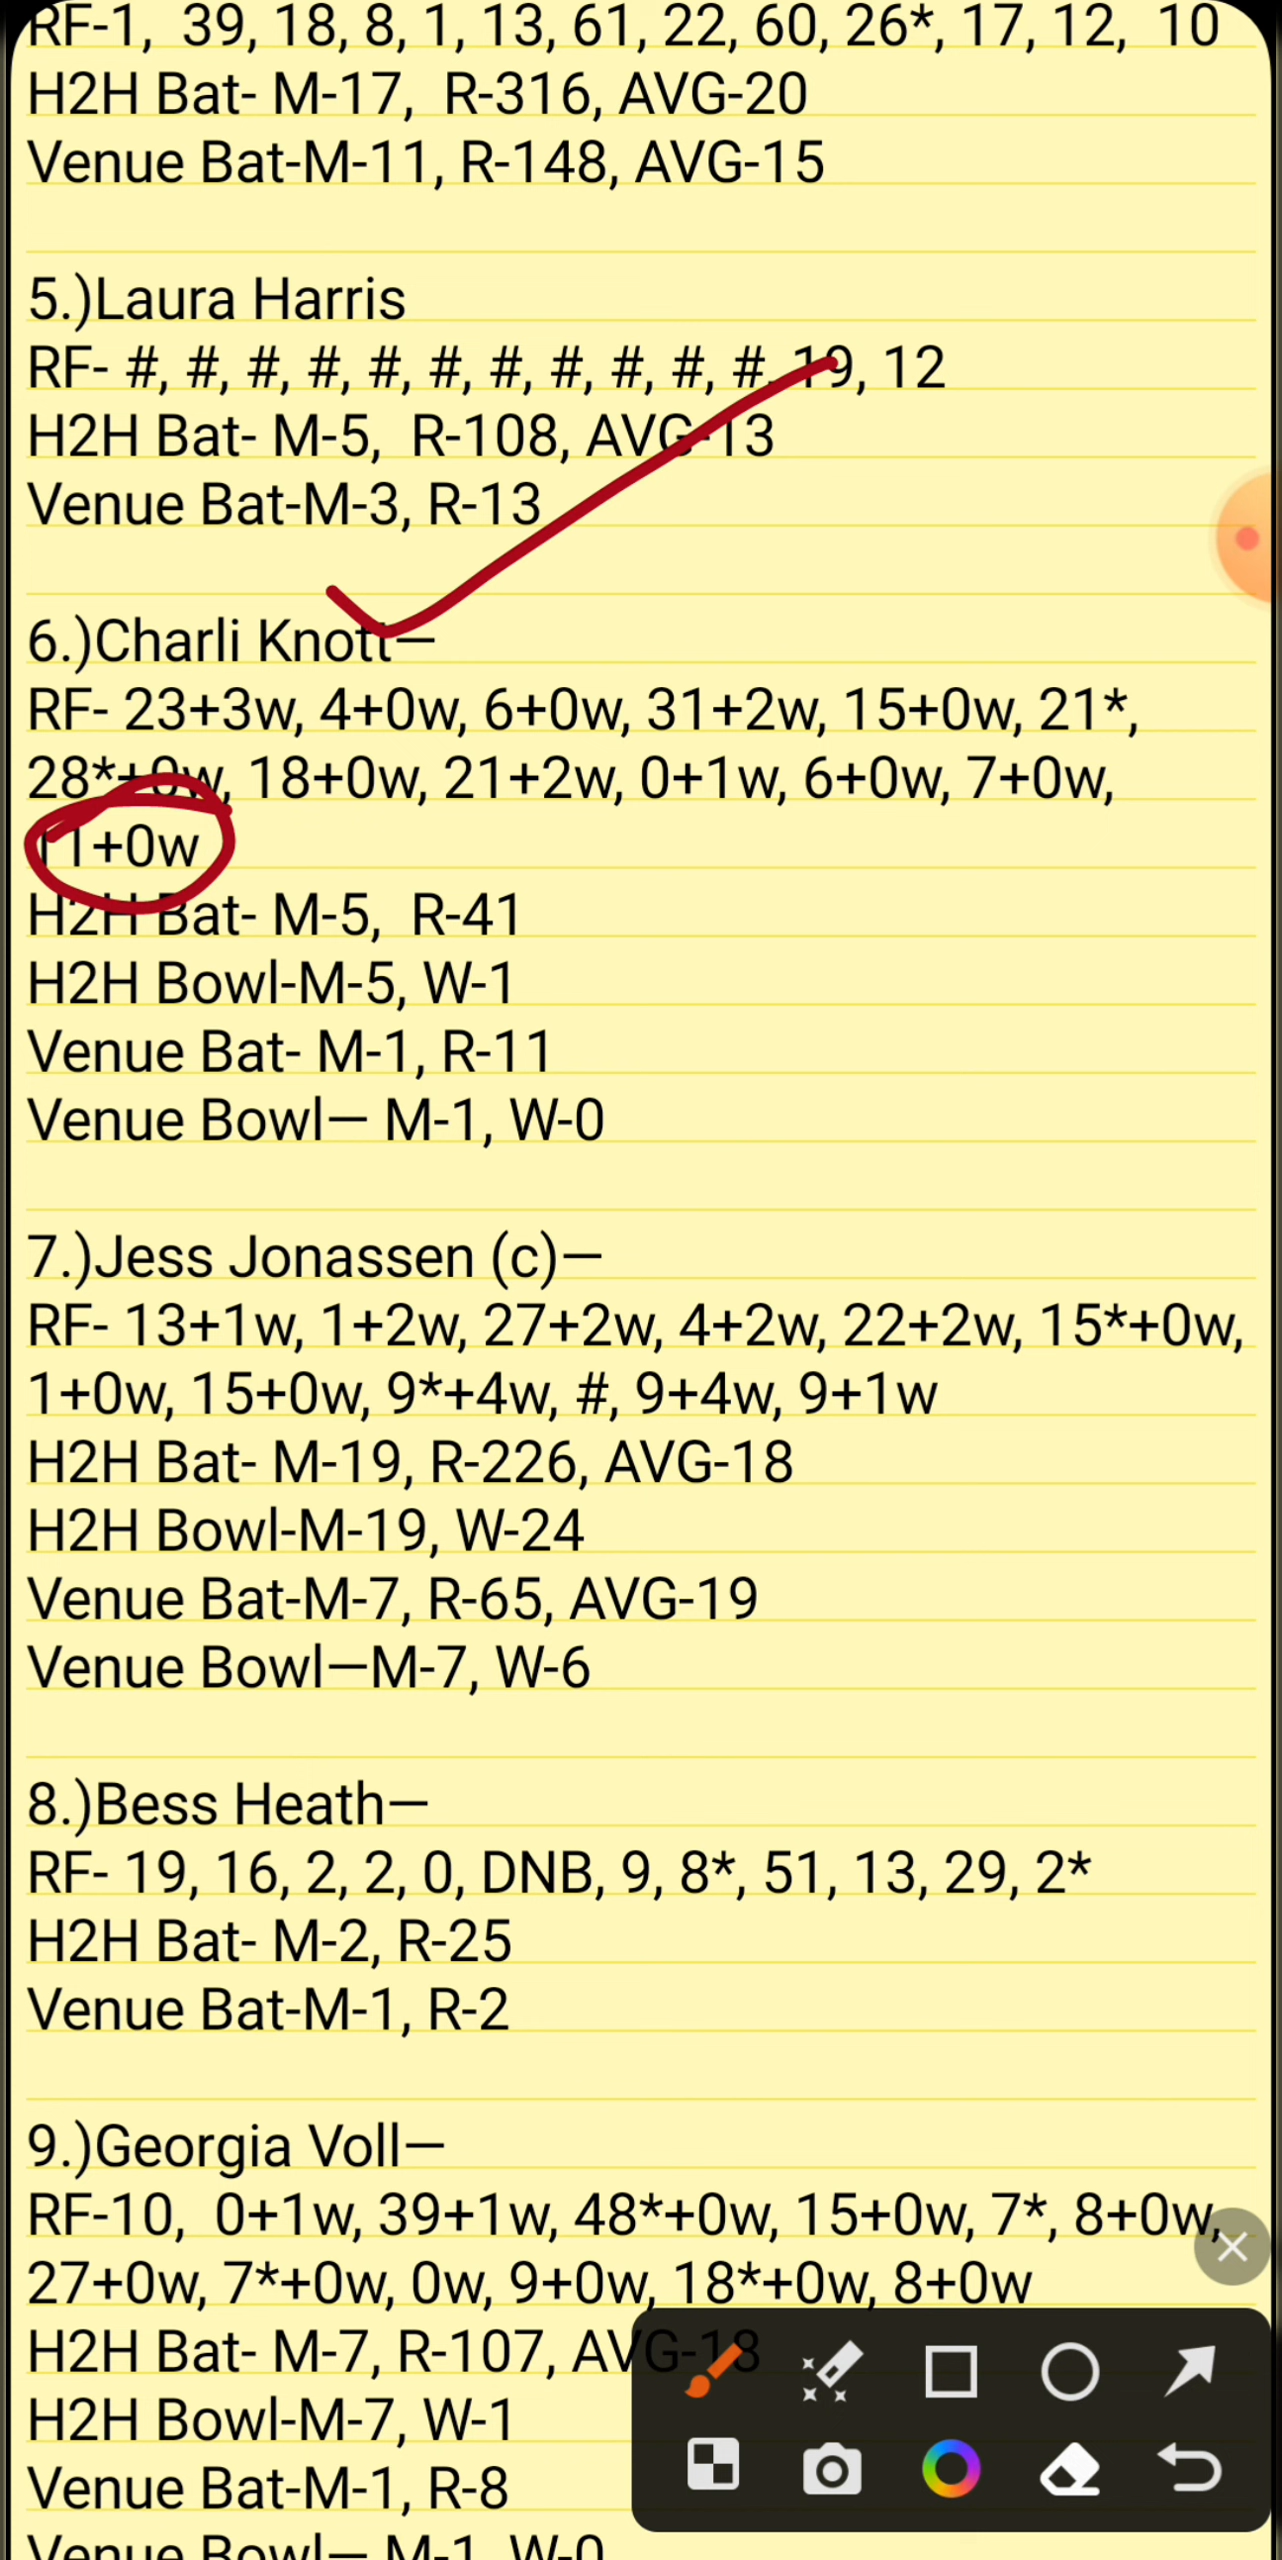 RF-1, 39, 18, 8, 1, 13, 61, 22, 60, 26*, 17, 12, 10
H2H Bat- M-17, R-316, AVG-20
Venue Bat-M-11, R-148, AVG-15
5.)Laura Harris
RF- #, #, #, #, #, #, #, #, #, #, #, 19, 12
H2H Bat- M-5, R-108, AVG-13
Venue Bat-M-3, R-13
6.)Charli Knott—
RF- 23+3w, 4+0w, 6+0w, 31+2w, 15+0w, 21*,
28*+0w, 18+0w, 21+2w, 0+1w, 6+0w, 7+0w,
11+0w
H2H Bat- M-5, R-41
H2H Bowl-M-5, W-1
Venue Bat- M-1, R-11
Venue Bowl— M-1, W-0
7.)Jess Jonassen (c)—
RF- 13+1w, 1+2w, 27+2w, 4+2w, 22+2w, 15*+0w,
1+0w, 15+0w, 9*+4w, #, 9+4w, 9+1w
H2H Bat- M-19, R-226, AVG-18
H2H Bowl-M-19, W-24
Venue Bat-M-7, R-65, AVG-19
Venue Bowl—M-7, W-6
8.)Bess Heath—
RF- 19, 16, 2, 2, 0, DNB, 9, 8*, 51, 13, 29, 2*
H2H Bat- M-2, R-25
Venue Bat-M-1, R-2
9.)Georgia Voll—
RF-10, 0+1w, 39+1w, 48*+0w, 15+0w, 7*, 8+0w,
27+0w, 7*+0w, 0w, 9+0w, 18*+0w, 8+0w
H2H Bat- M-7, R-107, AVG-18
H2H Bowl-M-7, W-1
Venue Bat-M-1, R-8
Venue Bowl— M-1, W-0